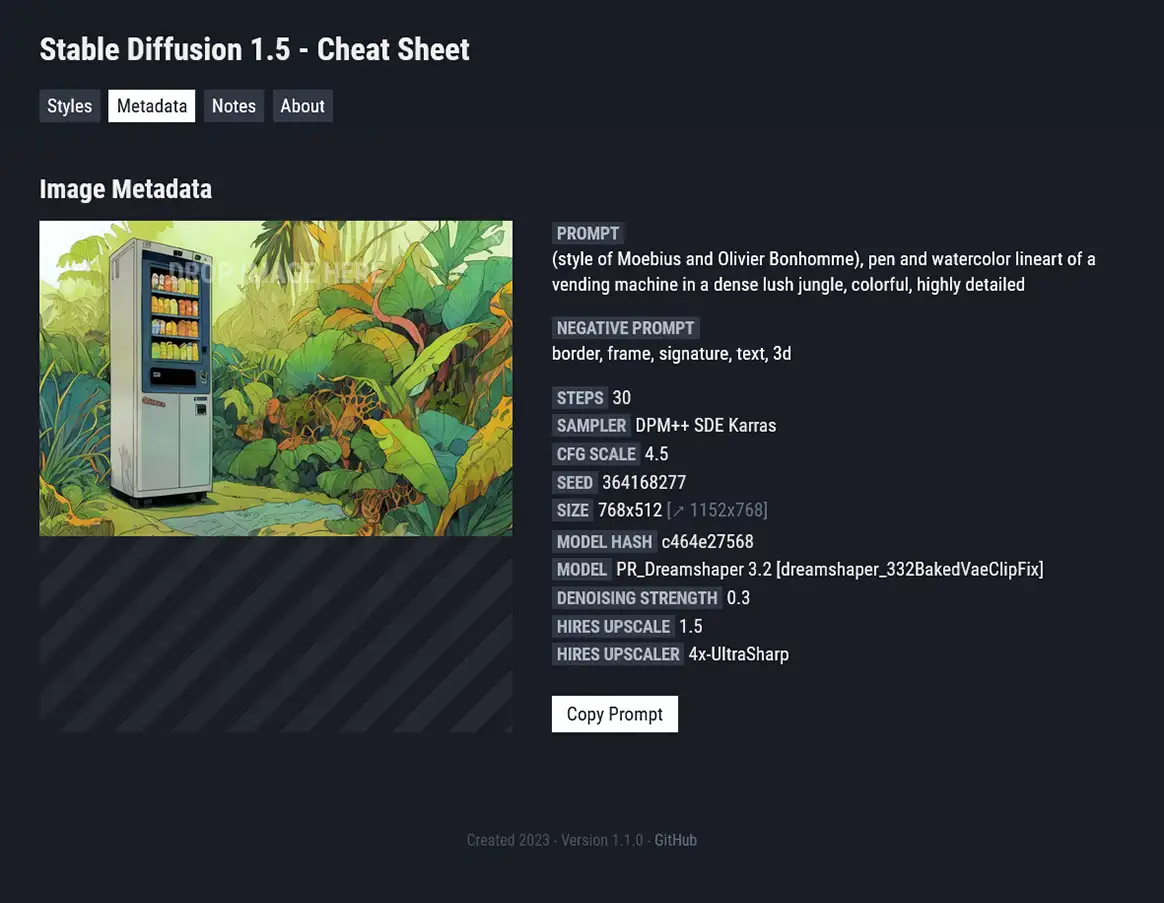 Stable Diffusion 1.5 - Cheat Sheet
Styles Metadata Notes About
Image Metadata
DROP IMAGE HERE
PROMPT
(style of Moebius and Olivier Bonhomme), pen and watercolor lineart of a
vending machine in a dense lush jungle, colorful, highly detailed
NEGATIVE PROMPT
border, frame, signature, text, 3d
STEPS 30
SAMPLER DPM++ SDE Karras
CFG SCALE 4.5
SEED 364168277
SIZE 768x512 [↗ 1152x768]
MODEL HASH c464e27568
MODEL PR_Dreamshaper 3.2 [dreamshaper_332BakedVaeClipFix]
DENOISING STRENGTH 0.3
HIRES UPSCALE 1.5
HIRES UPSCALER 4x-UltraSharp
Copy Prompt
Created 2023 - Version 1.1.0 - GitHub